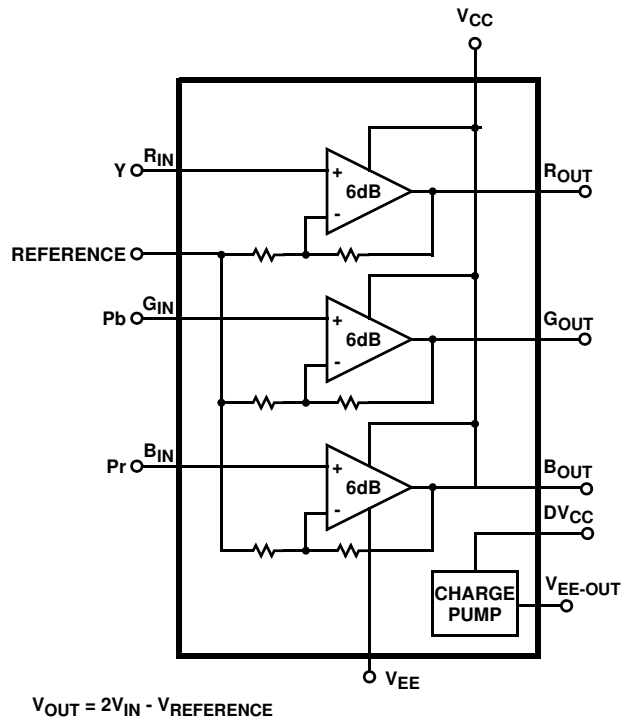 VCC
RIN
Y
+
6dB
-
ROUT
REFERENCE
GIN
Pb
+
6dB
-
GOUT
BIN
Pr
+
6dB
-
BOUT
DVCC
CHARGE
PUMP
VEE-OUT
VEE
VOUT = 2VIN - VREFERENCE